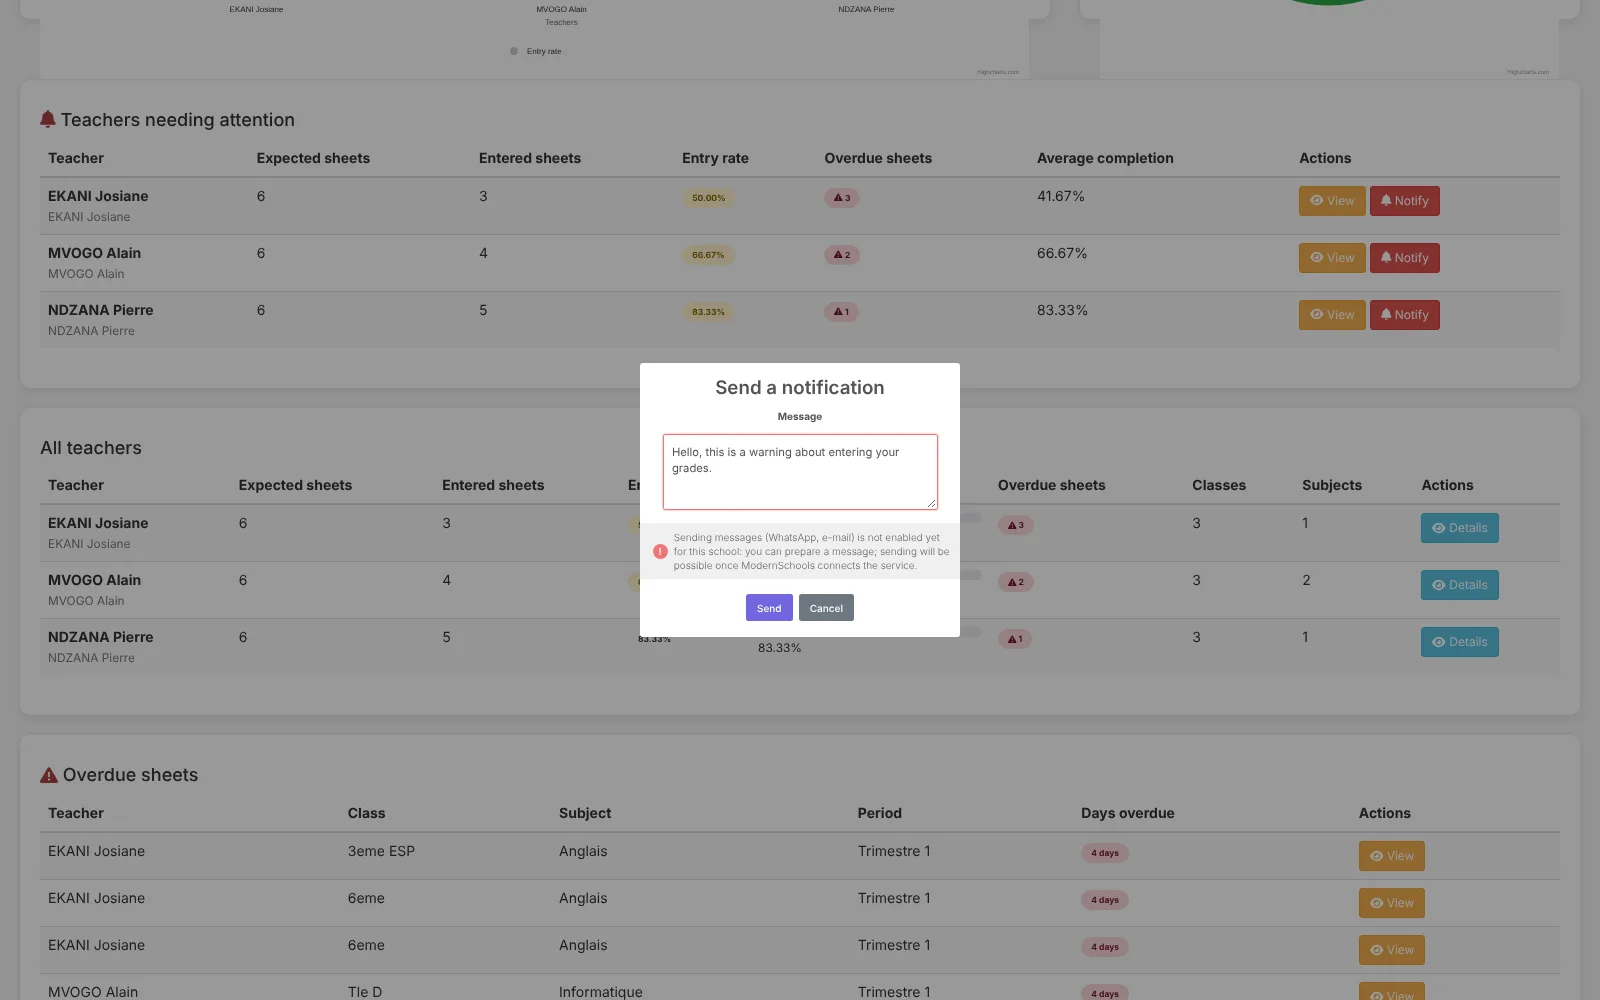 EKANI Josiane MVOGO Alain NDZANA Pierre
Teachers
Entry rate
Highcharts.com Highcharts.com
Teachers needing attention
Teacher Expected sheets Entered sheets Entry rate Overdue sheets Average completion Actions
EKANI Josiane 6 3 50.00% 3 41.67% View Notify
EKANI Josiane
MVOGO Alain 6 4 66.67% 2 66.67% View Notify
MVOGO Alain
NDZANA Pierre 6 5 83.33% 1 83.33% View Notify
NDZANA Pierre
Send a notification
Message
Hello, this is a warning about entering your
grades.
Sending messages (WhatsApp, e-mail) is not enabled yet
for this school: you can prepare a message; sending will be
possible once ModernSchools connects the service.
Send Cancel
All teachers
Teacher Expected sheets Entered sheets Overdue sheets Classes Subjects Actions
EKANI Josiane 6 3 3 3 1 Details
EKANI Josiane
MVOGO Alain 6 4 2 3 2 Details
MVOGO Alain
NDZANA Pierre 6 5 83.33% 1 3 1 Details
83.33%
NDZANA Pierre
Overdue sheets
Teacher Class Subject Period Days overdue Actions
EKANI Josiane 3eme ESP Anglais Trimestre 1 4 days View
EKANI Josiane 6eme Anglais Trimestre 1 4 days View
EKANI Josiane 6eme Anglais Trimestre 1 4 days View
MVOGO Alain Tle D Informatique Trimestre 1 4 days View